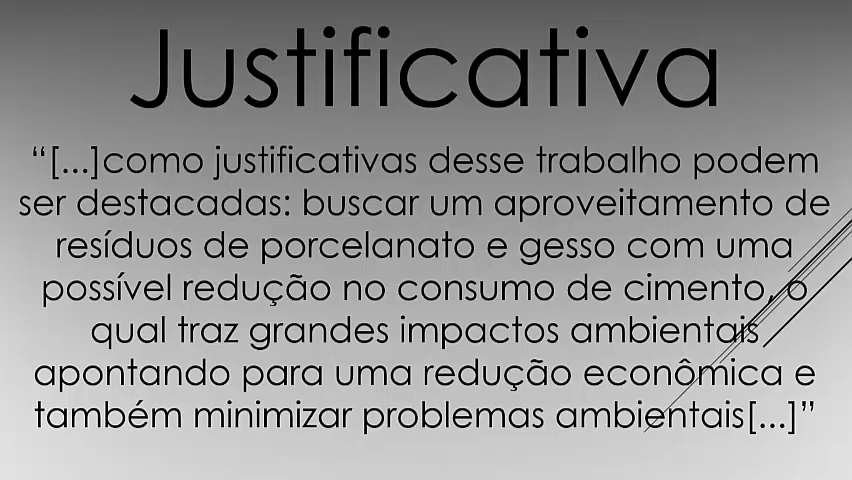 Justificativa
“[...]como justificativas desse trabalho podem
ser destacadas: buscar um aproveitamento de
resíduos de porcelanato e gesso com uma
possível redução no consumo de cimento, o
qual traz grandes impactos ambientais
apontando para uma redução econômica e
também minimizar problemas ambientais[...]”